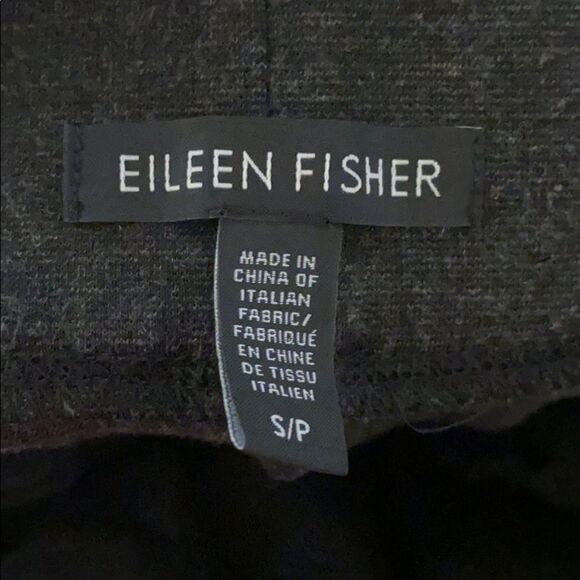 EILEEN FISHER
MADE IN
CHINA OF
ITALIAN
FABRIC/
FABRIQUÉ
EN CHINE
DE TISSU
ITALIEN
S/P